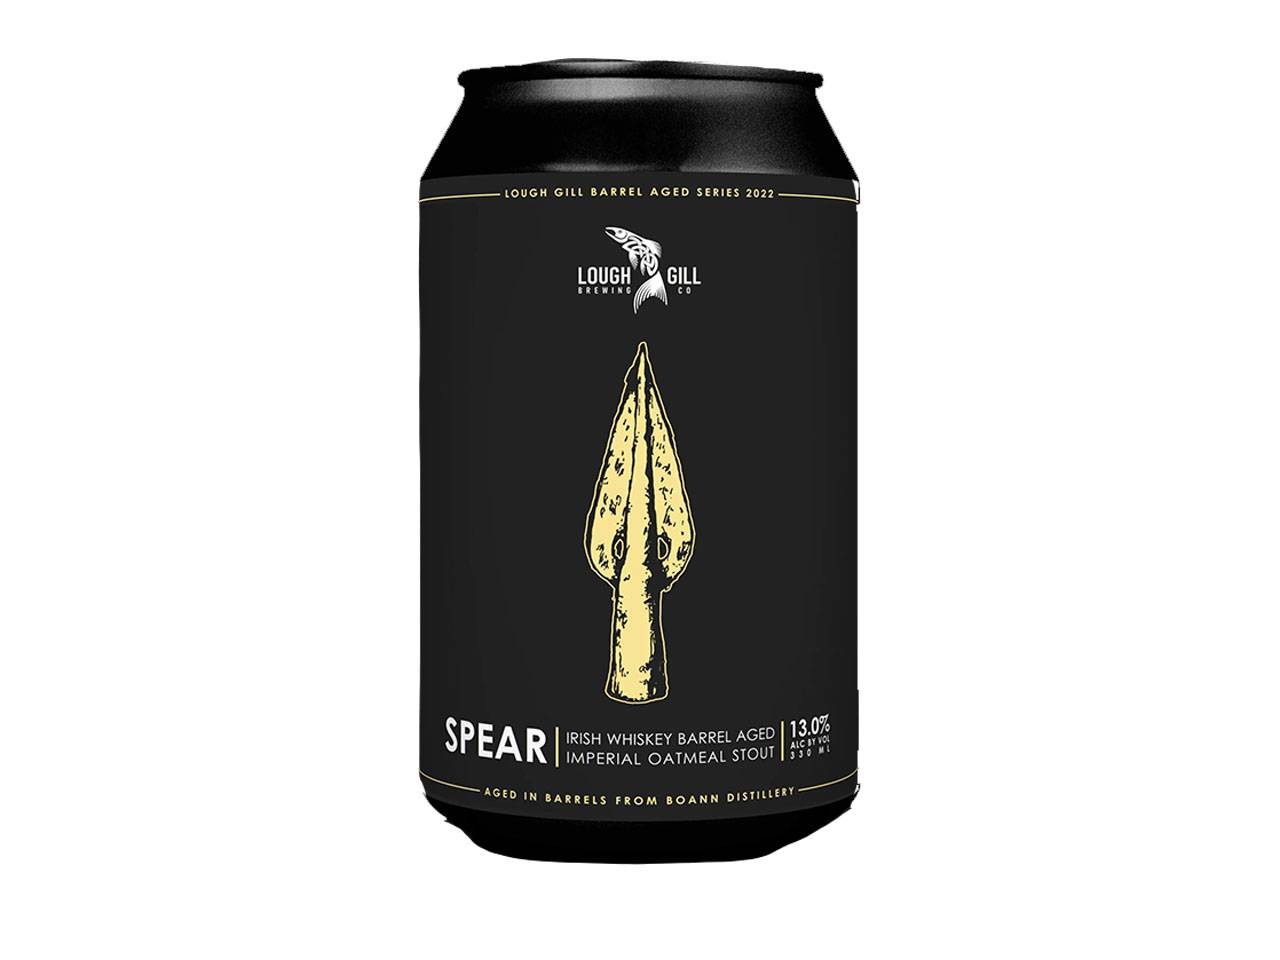 LOUGH GILL BARREL AGED SERIES 2022
LOUGH GILL
BREWING CO
SPEAR
IRISH WHISKEY BARREL AGED
IMPERIAL OATMEAL STOUT
13.0%
ALC BY VOL
330 ML
AGED IN BARRELS FROM BOANN DISTILLERY